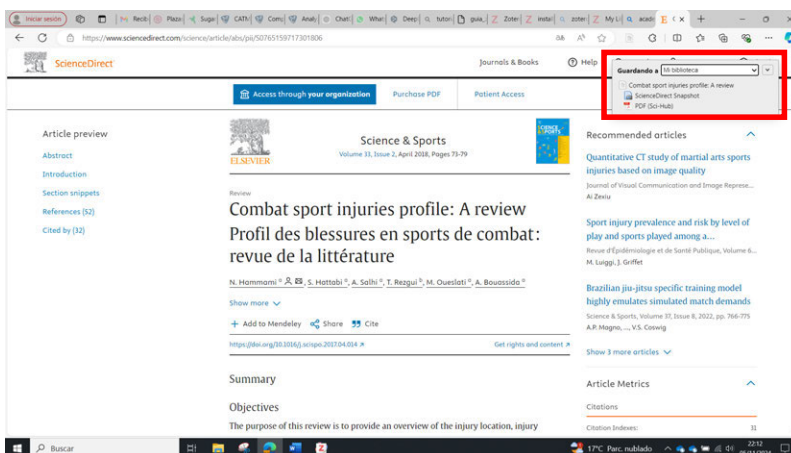 Iniciar sesión
https://www.sciencedirect.com/science/article/abs/pii/S0765159717301806
ScienceDirect
Journals & Books
Help
Guardando a Mi biblioteca
Combat sport injuries profile: A review
ScienceDirect Snapshot
PDF (Sci-Hub)
Access through your organization
Purchase PDF
Patient Access
Article preview
Abstract
Introduction
Section snippets
References (52)
Cited by (32)
ELSEVIER
Science & Sports
Volume 33, Issue 2, April 2018, Pages 73-79
Review
Combat sport injuries profile: A review
Profil des blessures en sports de combat :
revue de la littérature
N. Hammami a, S. Hattabi b, A. Salhi a, T. Rezgui b, M. Oueslati a, A. Bouassida a
Show more
Add to Mendeley Share Cite
https://doi.org/10.1016/j.scispo.2017.04.014
Get rights and content
Summary
Objectives
The purpose of this review is to provide an overview of the injury location, injury
Recommended articles
Quantitative CT study of martial arts sports
injuries based on image quality
Journal of Visual Communication and Image Represe...
Ai Zexiu
Sport injury prevalence and risk by level of
play and sports played among a...
Revue d'Épidémiologie et de Santé Publique, Volume 6...
M. Luiggi, J. Griffet
Brazilian jiu-jitsu specific training model
highly emulates simulated match demands
Science & Sports, Volume 37, Issue 8, 2022, pp. 766-775
A.P. Magno, ..., V.S. Coswig
Show 3 more articles
Article Metrics
Citations
Citation Indexes: 31
Buscar
17°C Parc. nublado
22:12